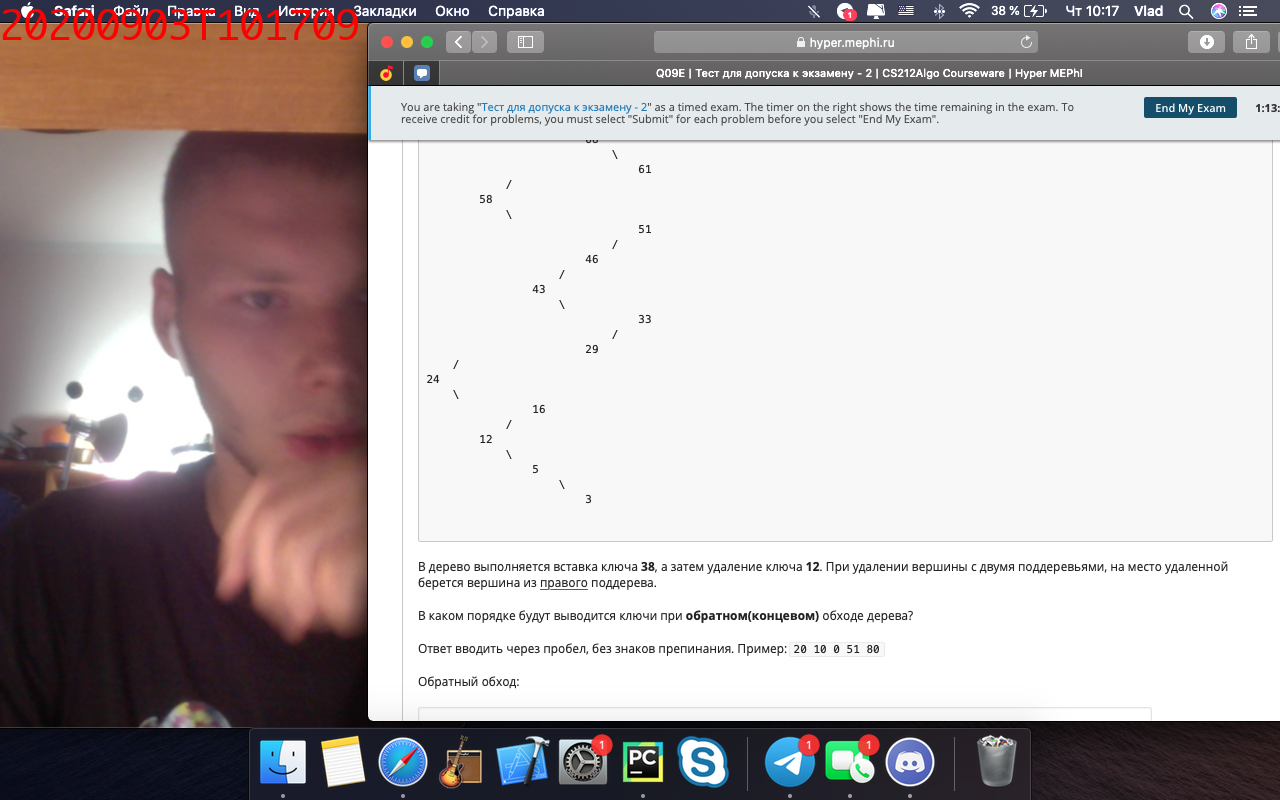 Safari Файл Правка Вид История Закладки Окно Справка 38 % Чт 10:17 Vlad
20200903T101709
hyper.mephi.ru
Q09E | Тест для допуска к экзамену - 2 | CS212Algo Courseware | Hyper MEPhI
You are taking "Тест для допуска к экзамену - 2" as a timed exam. The timer on the right shows the time remaining in the exam. To
receive credit for problems, you must select "Submit" for each problem before you select "End My Exam".
End My Exam
1:13:
\
61
/
58
\
51
/
46
/
43
\
33
/
29
/
24
\
16
/
12
\
5
\
3
В дерево выполняется вставка ключа 38, а затем удаление ключа 12. При удалении вершины с двумя поддеревьями, на место удаленной
берется вершина из правого поддерева.
В каком порядке будут выводится ключи при обратном(концевом) обходе дерева?
Ответ вводить через пробел, без знаков препинания. Пример: 20 10 0 51 80
Обратный обход:
1
1
PC
1
1